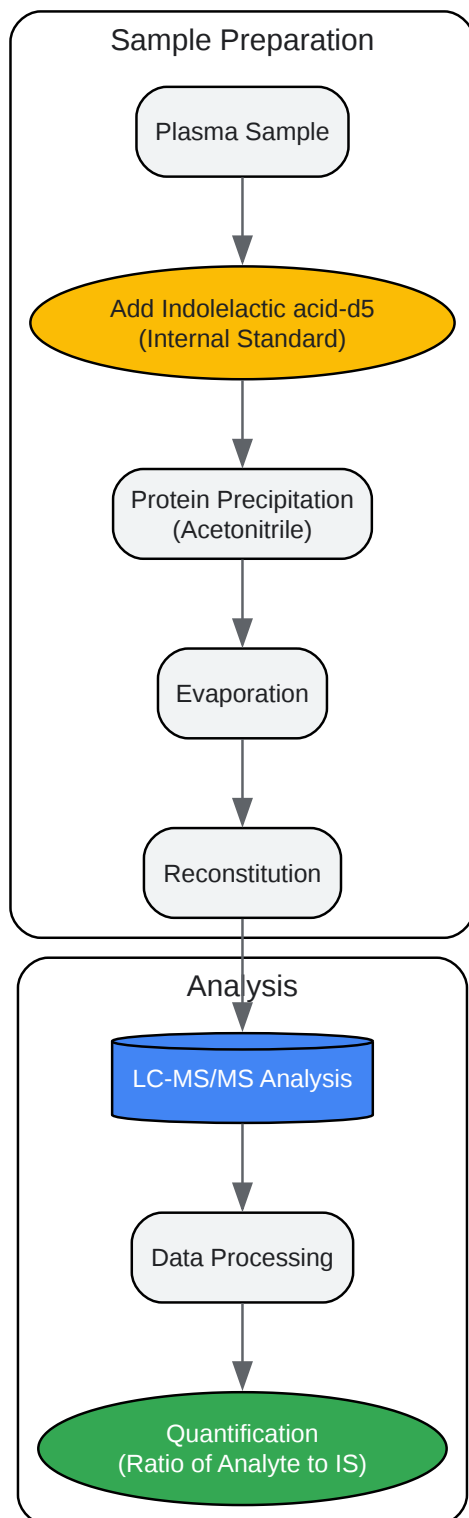 Sample Preparation
Plasma Sample
Add Indolelactic acid-d5
(Internal Standard)
Protein Precipitation
(Acetonitrile)
Evaporation
Reconstitution
Analysis
LC-MS/MS Analysis
Data Processing
Quantification
(Ratio of Analyte to IS)